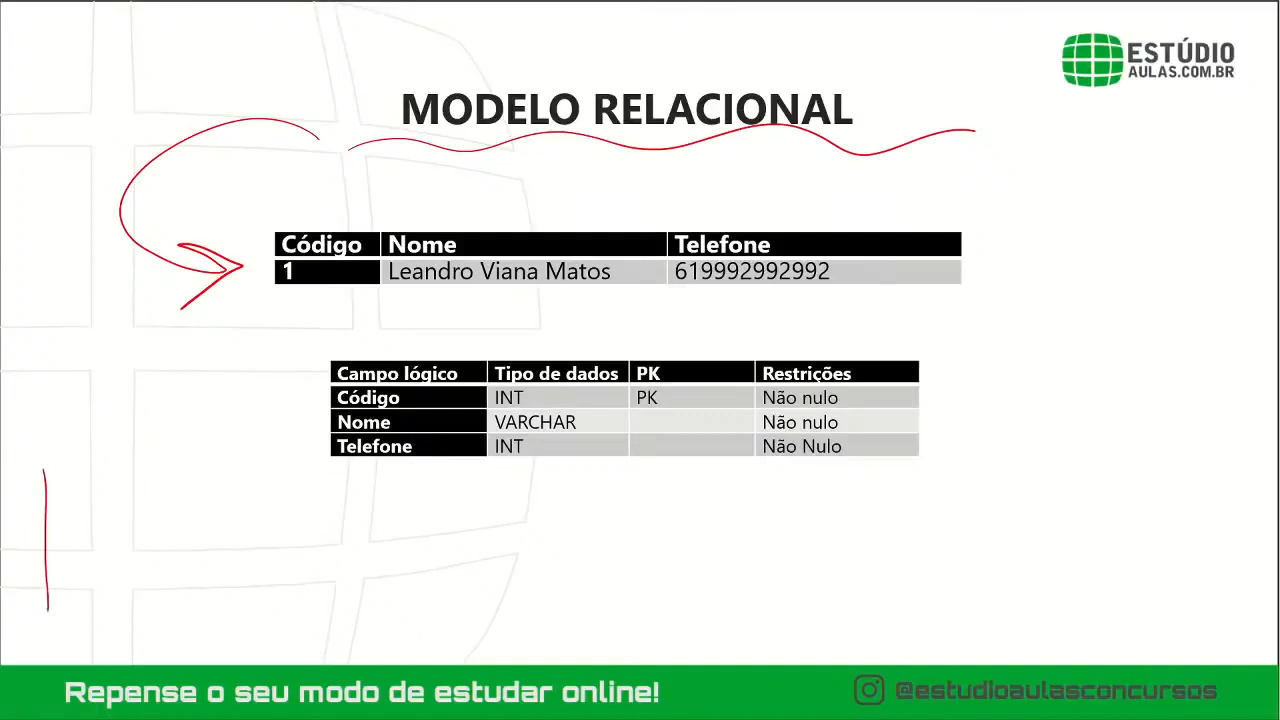 ESTÚDIO
AULAS.COM.BR
MODELO RELACIONAL
Código Nome Telefone
1 Leandro Viana Matos 619992992992
Campo lógico Tipo de dados PK Restrições
Código INT PK Não nulo
Nome VARCHAR Não nulo
Telefone INT Não Nulo
Repense o seu modo de estudar online!
@estudioaulasconcursos